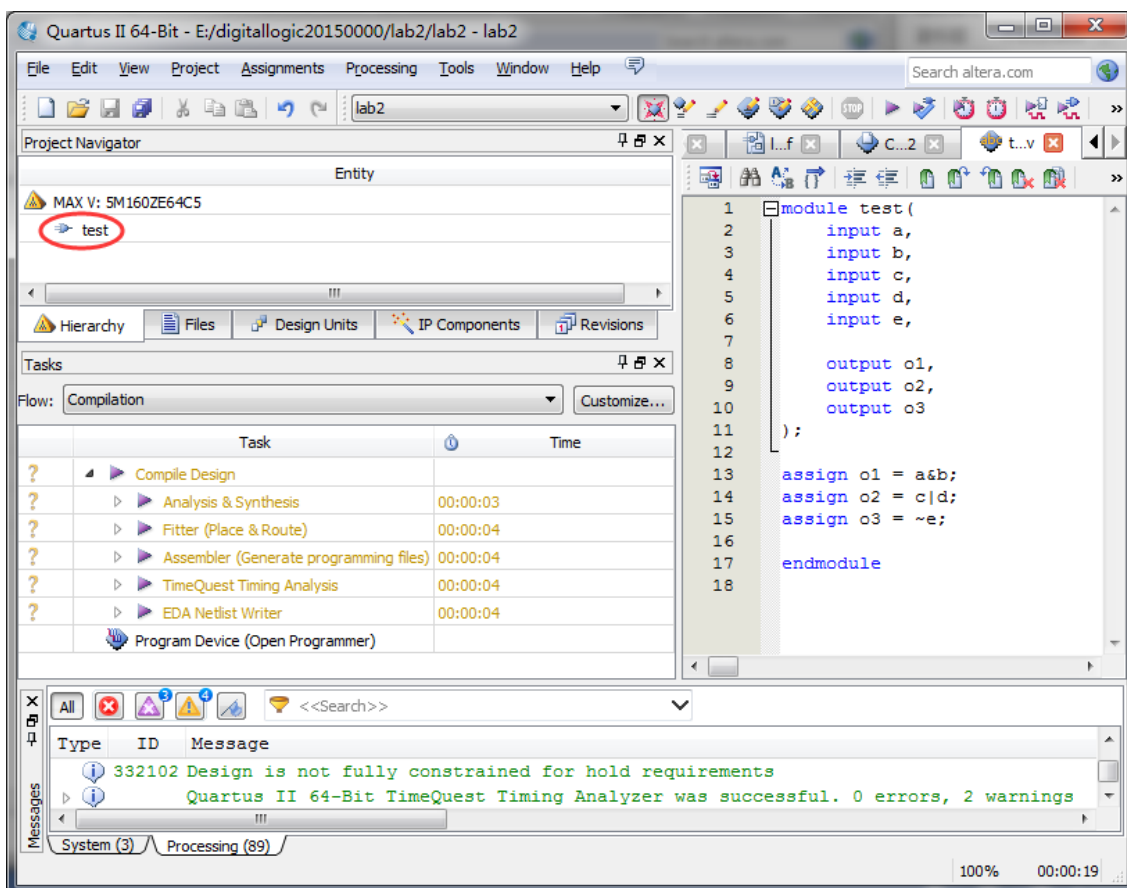 Quartus II 64-Bit - E:/digitallogic20150000/lab2/lab2 - lab2
File Edit View Project Assignments Processing Tools Window Help
Search altera.com
lab2
STOP
Project Navigator
Entity
MAX V: 5M160ZE64C5
test
Hierarchy Files Design Units IP Components Revisions
Tasks
Flow: Compilation Customize...
Task Time
Compile Design
Analysis & Synthesis 00:00:03
Fitter (Place & Route) 00:00:04
Assembler (Generate programming files) 00:00:04
TimeQuest Timing Analysis 00:00:04
EDA Netlist Writer 00:00:04
Program Device (Open Programmer)
l...f C...2 t...v
1 module test(
2 input a,
3 input b,
4 input c,
5 input d,
6 input e,
7
8 output o1,
9 output o2,
10 output o3
11 );
12
13 assign o1 = a&b;
14 assign o2 = c|d;
15 assign o3 = ~e;
16
17 endmodule
18
All 3 4 <<Search>>
Type ID Message
332102 Design is not fully constrained for hold requirements
Quartus II 64-Bit TimeQuest Timing Analyzer was successful. 0 errors, 2 warnings
Messages
System (3) Processing (89)
100% 00:00:19